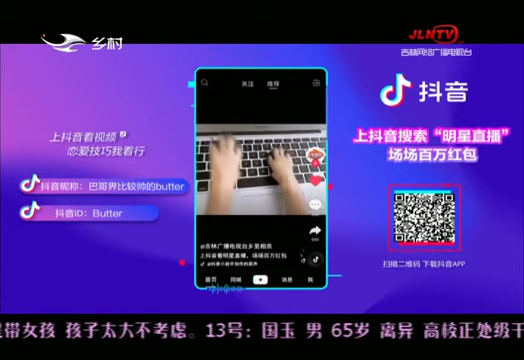 乡村
JLNTV
吉林网络广播电视台
上抖音看视频
恋爱技巧我看行
抖音昵称：巴哥界比较帅的butter
抖音ID：Butter
关注 推荐
@吉林广播电视台乡里相亲
上抖音看明星直播，场场百万红包
首页 同城 消息 我
抖音
上抖音搜索“明星直播”
场场百万红包
扫描二维码 下载抖音APP
带女孩 孩子太大不考虑。13号：国玉 男 65岁 离异 高校正处级干